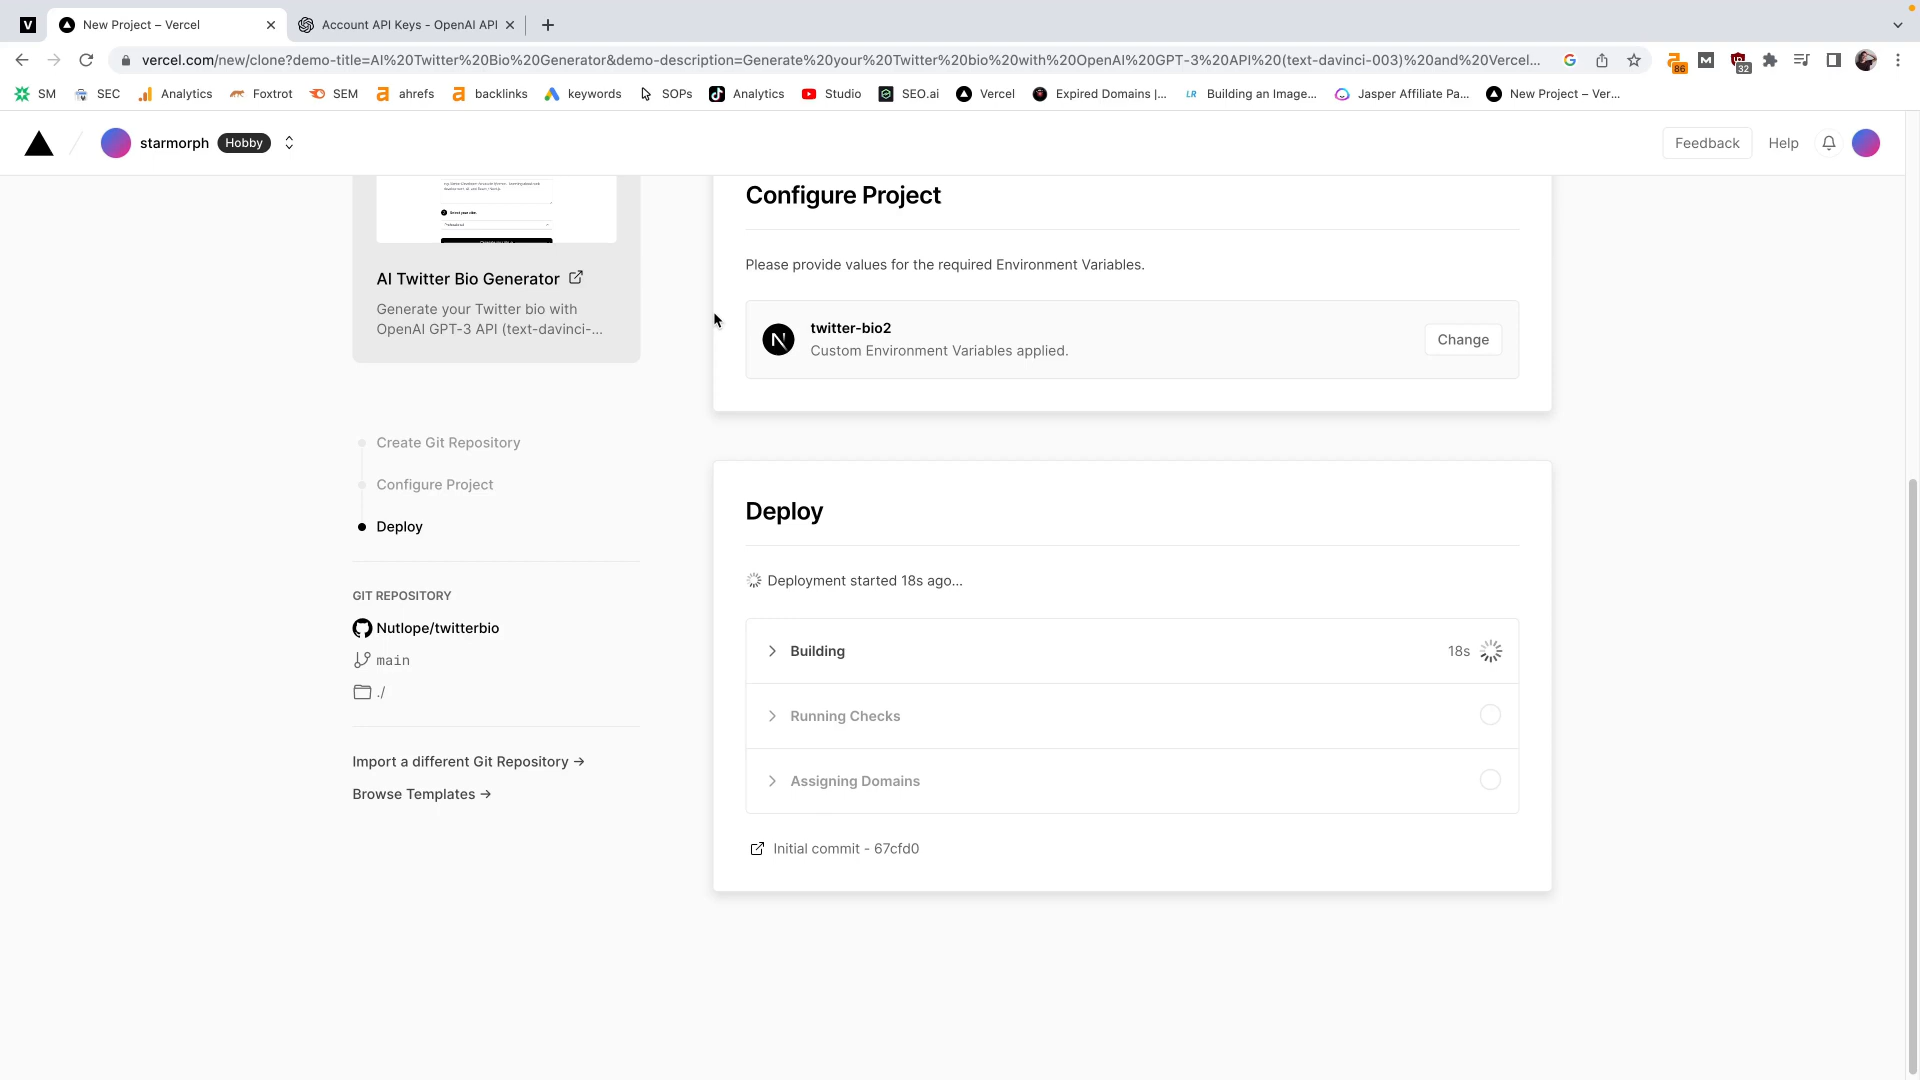 New Project – Vercel
Account API Keys - OpenAI API
vercel.com/new/clone?demo-title=AI%20Twitter%20Bio%20Generator&demo-description=Generate%20your%20Twitter%20bio%20with%20OpenAI%20GPT-3%20API%20(text-davinci-003)%20and%20Vercel...
86
32
SM
SEC
Analytics
Foxtrot
SEM
ahrefs
backlinks
keywords
SOPs
Analytics
Studio
SEO.ai
Vercel
Expired Domains |...
LR
Building an Image...
Jasper Affiliate Pa...
New Project – Ver...
starmorph
Hobby
Feedback
Help
Configure Project
Please provide values for the required Environment Variables.
twitter-bio2
Custom Environment Variables applied.
Change
AI Twitter Bio Generator
Generate your Twitter bio with
OpenAI GPT-3 API (text-davinci-...
Create Git Repository
Configure Project
Deploy
GIT REPOSITORY
Nutlope/twitterbio
main
./
Import a different Git Repository →
Browse Templates →
Deploy
Deployment started 18s ago...
Building
18s
Running Checks
Assigning Domains
Initial commit - 67cfd0